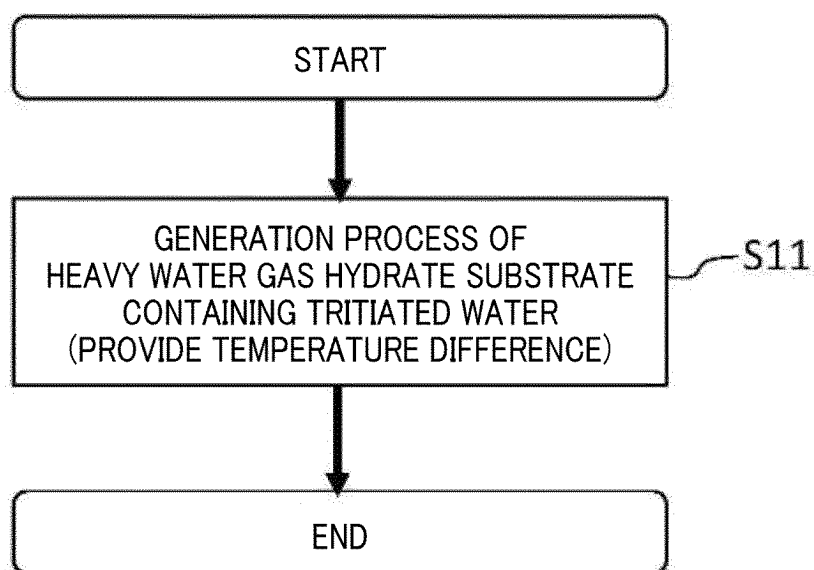 START
GENERATION PROCESS OF
HEAVY WATER GAS HYDRATE SUBSTRATE
CONTAINING TRITIATED WATER
(PROVIDE TEMPERATURE DIFFERENCE)
S11
END